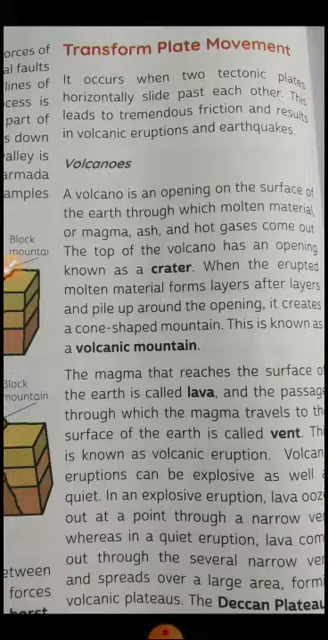 orces of
al faults
lines of
cess is
part of
s down
alley is
armada
amples
Block
mountai
Block
mountain
etween
forces
horst
Transform Plate Movement
It occurs when two tectonic plates
horizontally slide past each other. This
leads to tremendous friction and results
in volcanic eruptions and earthquakes.
Volcanoes
A volcano is an opening on the surface of
the earth through which molten material,
or magma, ash, and hot gases come out
The top of the volcano has an opening
known as a crater. When the erupted
molten material forms layers after layers
and pile up around the opening, it creates
a cone-shaped mountain. This is known as
a volcanic mountain.
The magma that reaches the surface of
the earth is called lava, and the passag
through which the magma travels to th
surface of the earth is called vent. Th
is known as volcanic eruption. Volcan
eruptions can be explosive as well a
quiet. In an explosive eruption, lava ooz
out at a point through a narrow ve
whereas in a quiet eruption, lava com
out through the several narrow ver
and spreads over a large area, form
volcanic plateaus. The Deccan Plateau